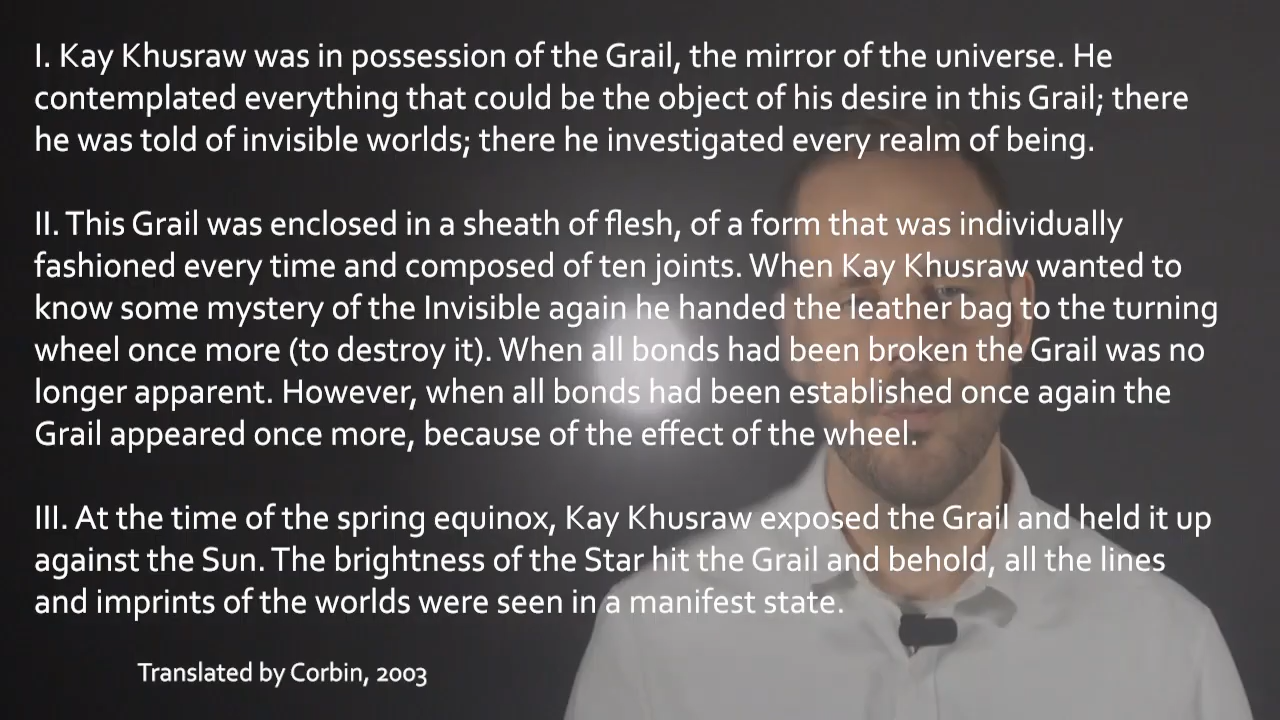 I. Kay Khusraw was in possession of the Grail, the mirror of the universe. He
contemplated everything that could be the object of his desire in this Grail; there
he was told of invisible worlds; there he investigated every realm of being.
II. This Grail was enclosed in a sheath of flesh, of a form that was individually
fashioned every time and composed of ten joints. When Kay Khusraw wanted to
know some mystery of the Invisible again he handed the leather bag to the turning
wheel once more (to destroy it). When all bonds had been broken the Grail was no
longer apparent. However, when all bonds had been established once again the
Grail appeared once more, because of the effect of the wheel.
III. At the time of the spring equinox, Kay Khusraw exposed the Grail and held it up
against the Sun. The brightness of the Star hit the Grail and behold, all the lines
and imprints of the worlds were seen in a manifest state.
Translated by Corbin, 2003